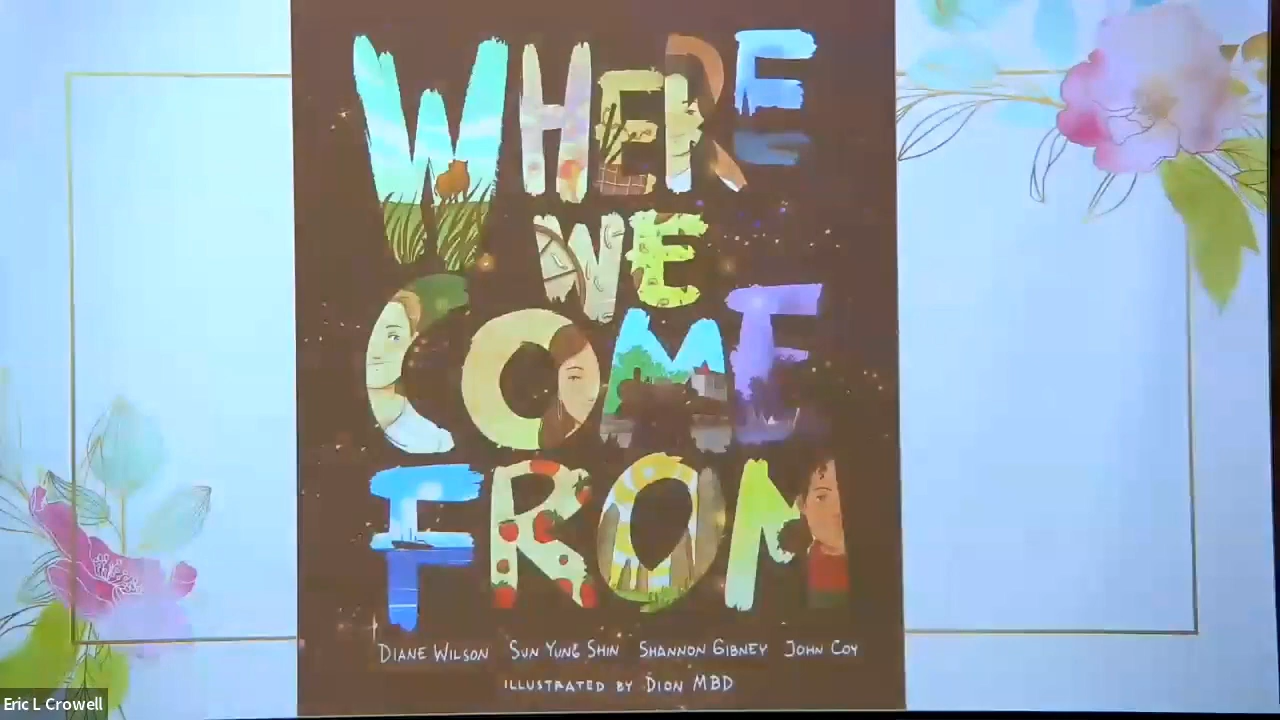 WHERE
WE
COME
FROM
DIANE WILSON SUN YUNG SHIN SHANNON GIBNEY JOHN COY
ILLUSTRATED BY DION MBD
Eric L Crowell